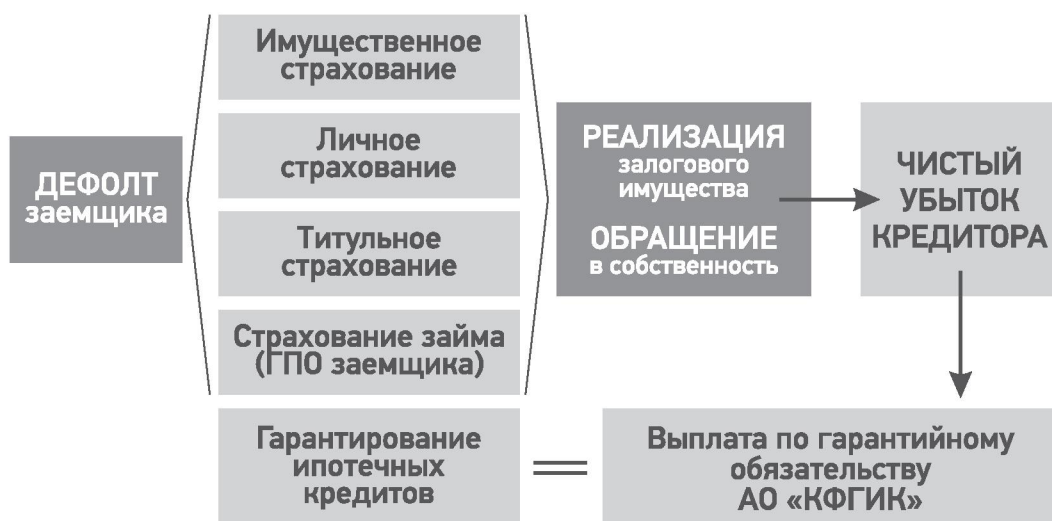 ДЕФОЛТ
заемщика
Имущественное
страхование
Личное
страхование
Титульное
страхование
Страхование займа
(ГПО заемщика)
Гарантирование
ипотечных
кредитов
РЕАЛИЗАЦИЯ
залогового
имущества
ОБРАЩЕНИЕ
в собственность
ЧИСТЫЙ
УБЫТОК
КРЕДИТОРА
Выплата по гарантийному
обязательству
АО «КФГИК»